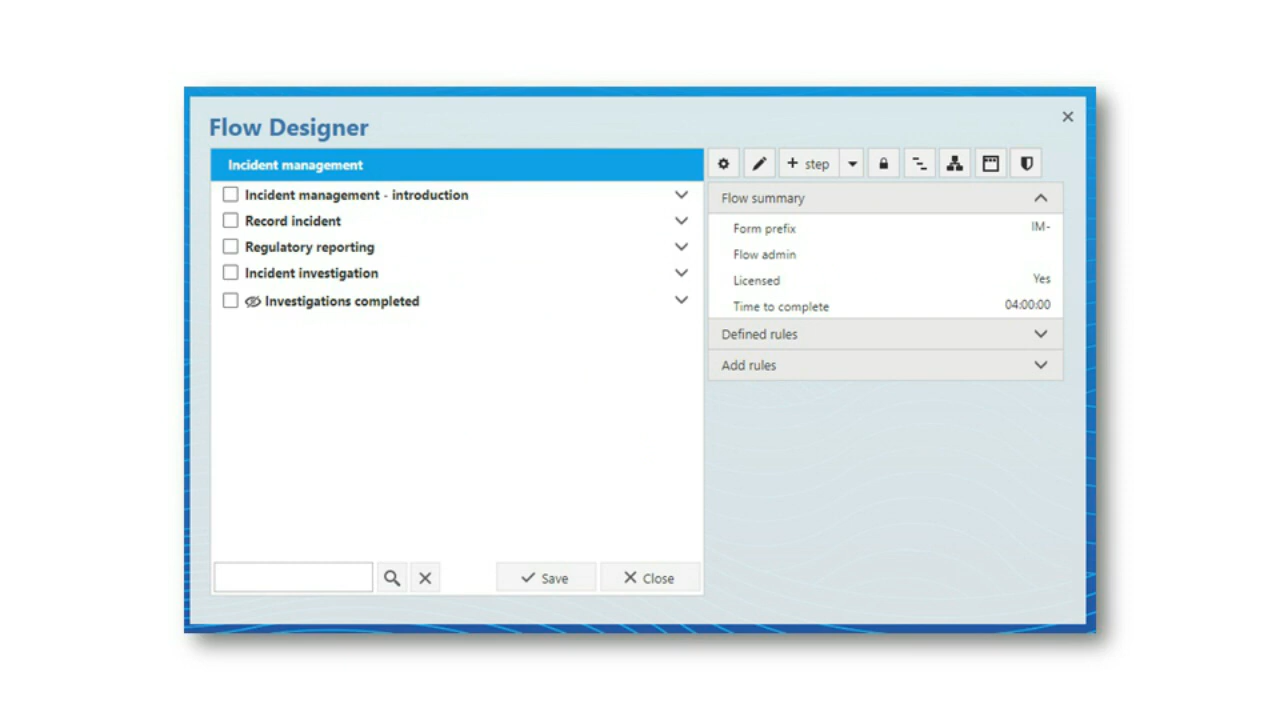 Flow Designer
Incident management
step
Incident management - introduction
Record incident
Regulatory reporting
Incident investigation
Investigations completed
Save
Close
Flow summary
Form prefix IM-
Flow admin
Licensed Yes
Time to complete 04:00:00
Defined rules
Add rules